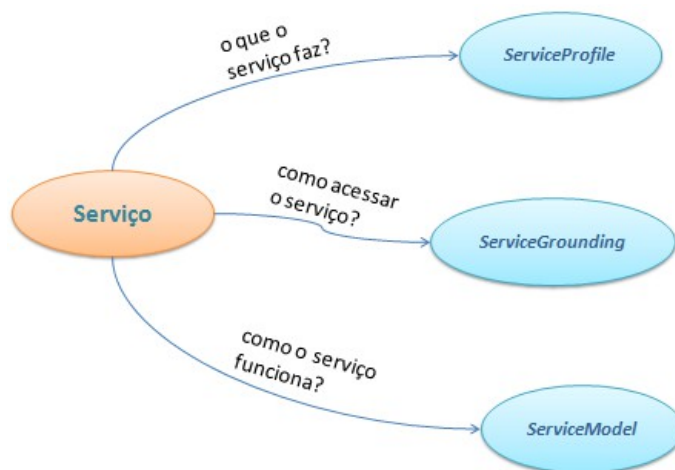 o que o
serviço faz?
ServiceProfile
Serviço
como acessar
o serviço?
ServiceGrounding
como o serviço
funciona?
ServiceModel